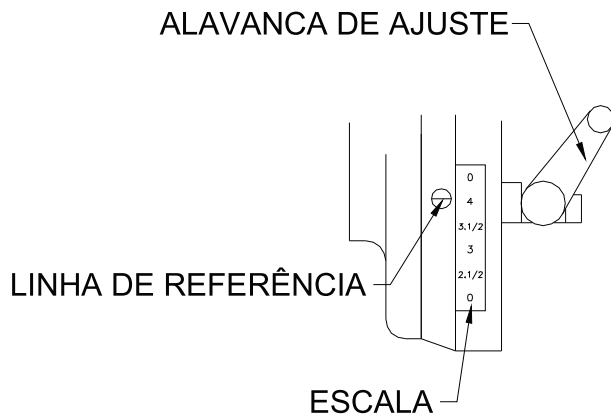 ALAVANCA DE AJUSTE
0
4
3.1/2
3
2.1/2
0
LINHA DE REFERÊNCIA
ESCALA